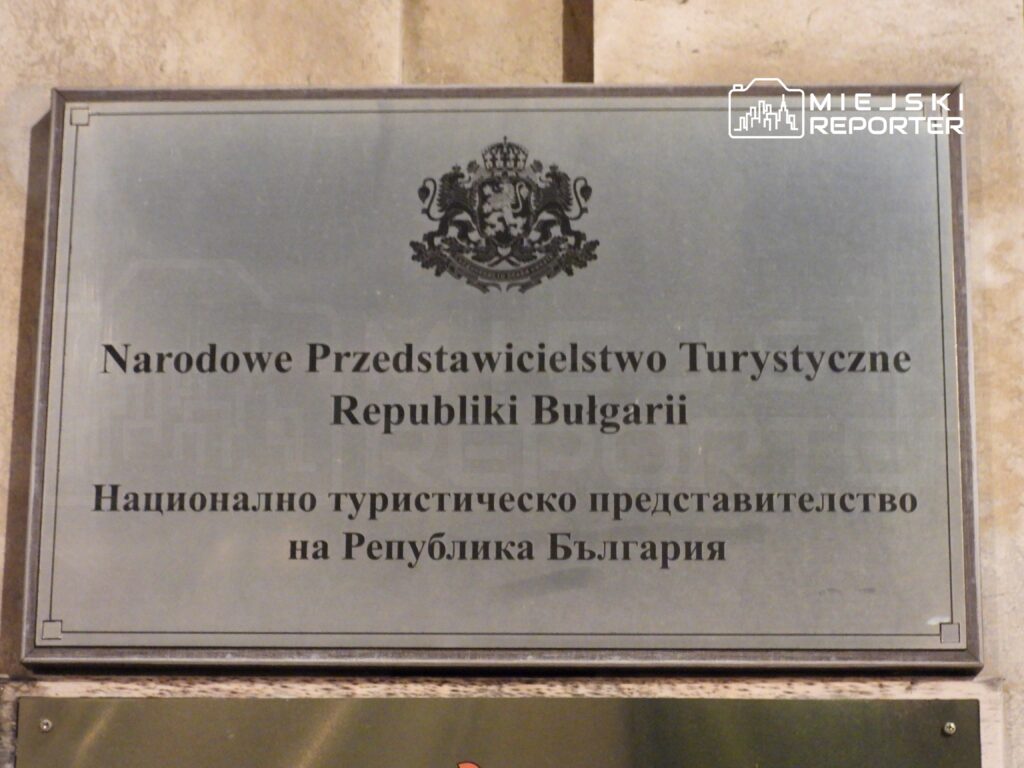 MIEJSKI
REPORTER
Narodowe Przedstawicielstwo Turystyczne
Republiki Bułgarii
Национално туристическо представителство
на Република България